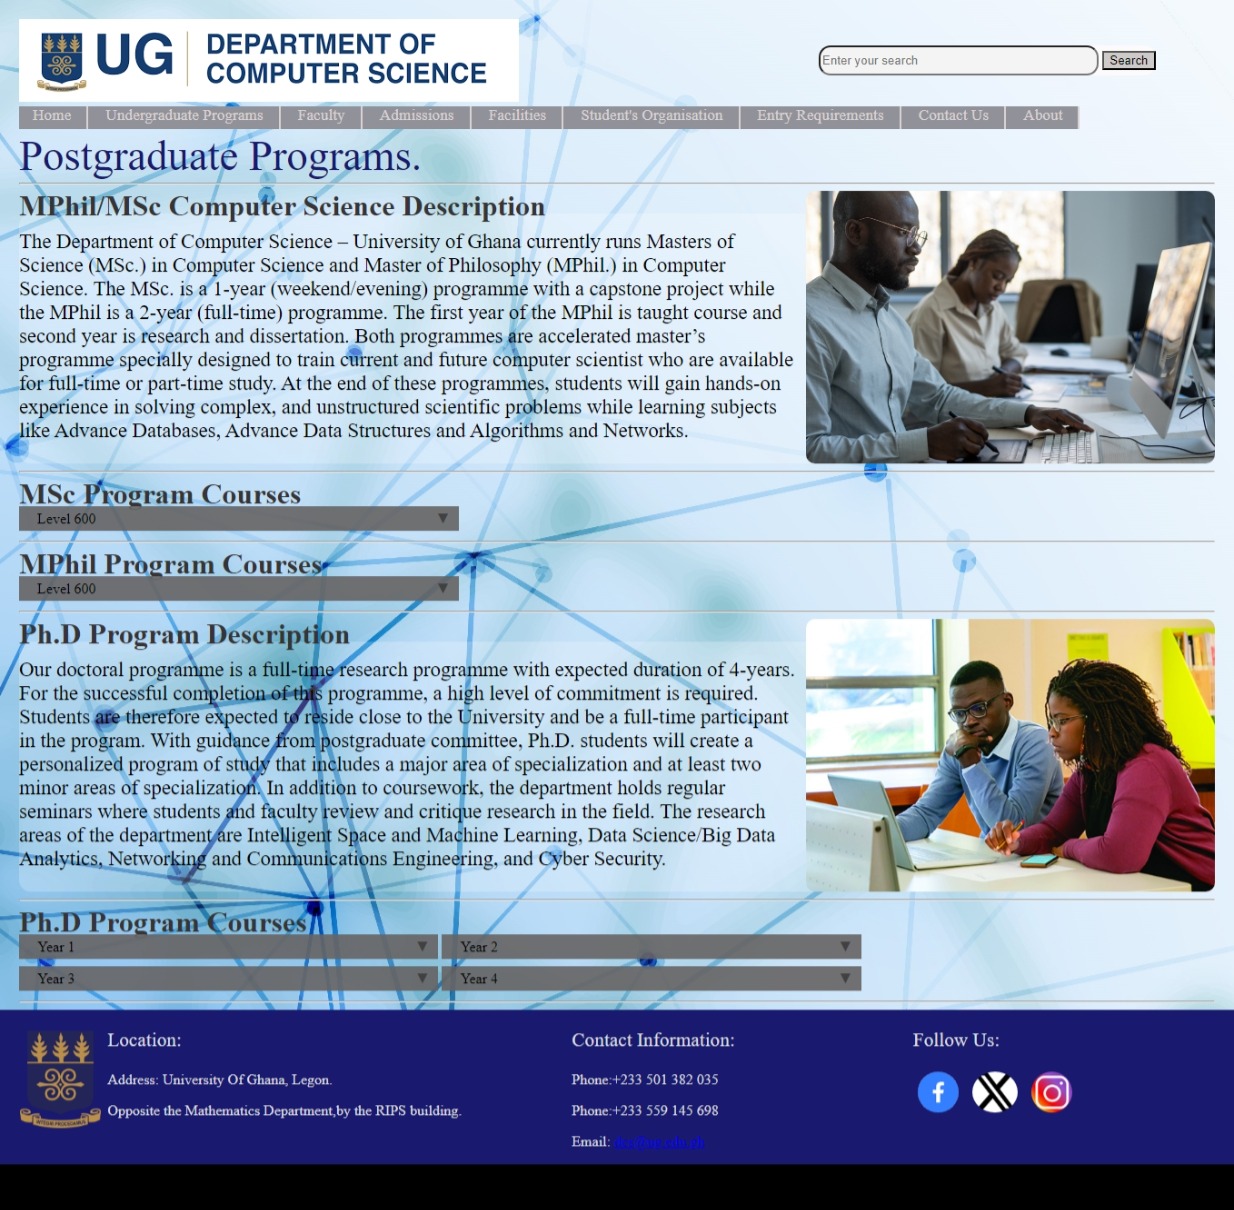 UG DEPARTMENT OF
COMPUTER SCIENCE
Enter your search
Search
Home Undergraduate Programs Faculty Admissions Facilities Student's Organisation Entry Requirements Contact Us About
Postgraduate Programs.
MPhil/MSc Computer Science Description
The Department of Computer Science – University of Ghana currently runs Masters of
Science (MSc.) in Computer Science and Master of Philosophy (MPhil.) in Computer
Science. The MSc. is a 1-year (weekend/evening) programme with a capstone project while
the MPhil is a 2-year (full-time) programme. The first year of the MPhil is taught course and
second year is research and dissertation. Both programmes are accelerated master’s
programme specially designed to train current and future computer scientist who are available
for full-time or part-time study. At the end of these programmes, students will gain hands-on
experience in solving complex, and unstructured scientific problems while learning subjects
like Advance Databases, Advance Data Structures and Algorithms and Networks.
MSc Program Courses
Level 600 ▼
MPhil Program Courses
Level 600 ▼
Ph.D Program Description
Our doctoral programme is a full-time research programme with expected duration of 4-years.
For the successful completion of this programme, a high level of commitment is required.
Students are therefore expected to reside close to the University and be a full-time participant
in the program. With guidance from postgraduate committee, Ph.D. students will create a
personalized program of study that includes a major area of specialization and at least two
minor areas of specialization. In addition to coursework, the department holds regular
seminars where students and faculty review and critique research in the field. The research
areas of the department are Intelligent Space and Machine Learning, Data Science/Big Data
Analytics, Networking and Communications Engineering, and Cyber Security.
Ph.D Program Courses
Year 1 ▼ Year 2 ▼
Year 3 ▼ Year 4 ▼
Location:
Address: University Of Ghana, Legon.
Opposite the Mathematics Department,by the RIPS building.
Contact Information:
Phone:+233 501 382 035
Phone:+233 559 145 698
Email:
Follow Us: